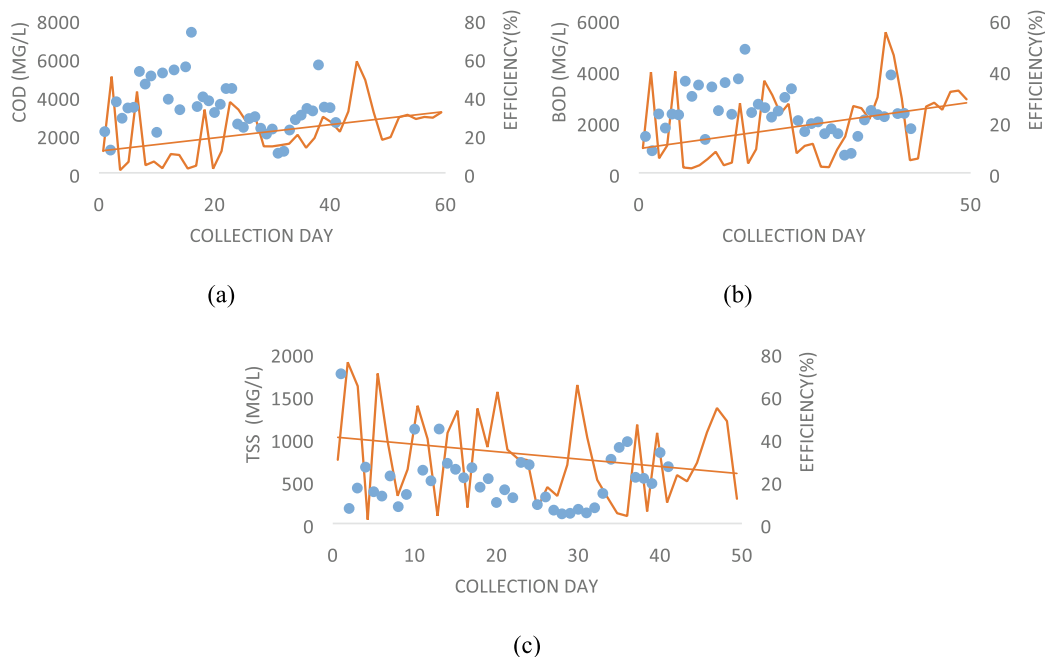 COD (MG/L)
8000
6000
4000
2000
0
80
60
40
20
0
EFFICIENCY(%)
0 20 40 60
COLLECTION DAY
(a)
BOD (MG/L)
6000
4000
2000
0
60
40
20
0
EFFICIENCY(%)
0 50
COLLECTION DAY
(b)
TSS (MG/L)
2000
1500
1000
500
0
80
60
40
20
0
EFFICIENCY(%)
0 10 20 30 40 50
COLLECTION DAY
(c)